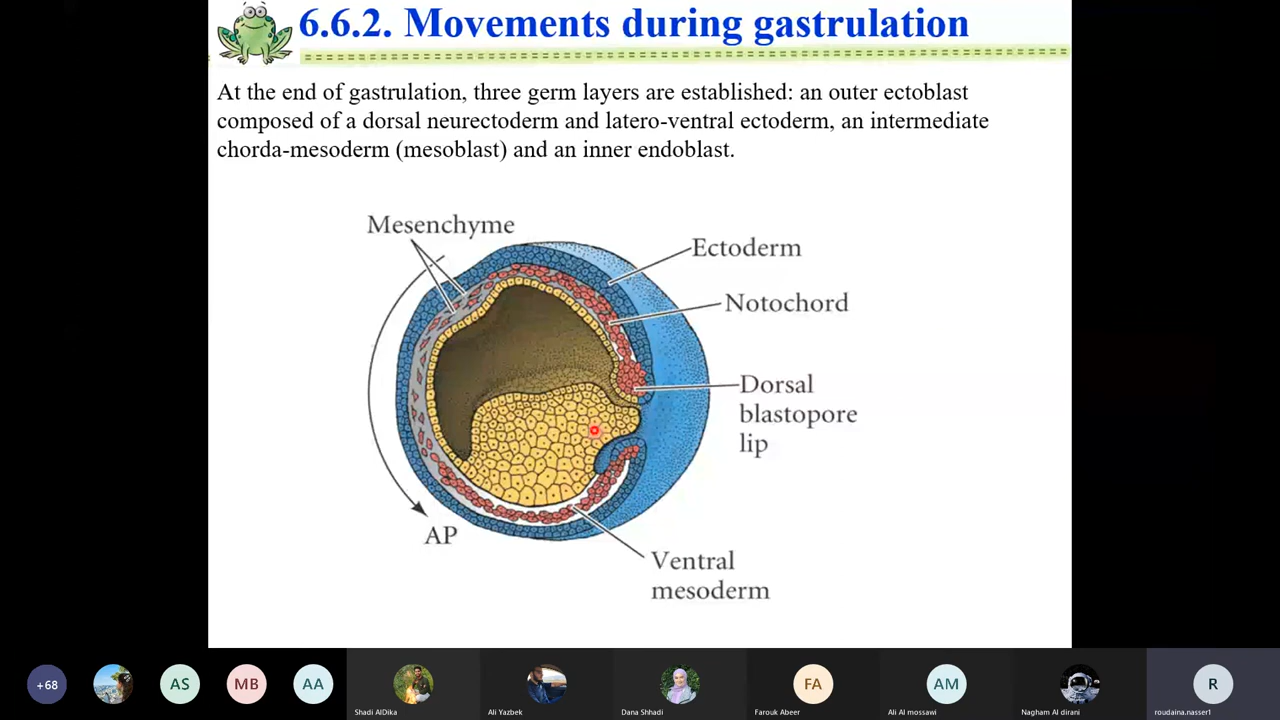 6.6.2. Movements during gastrulation
At the end of gastrulation, three germ layers are established: an outer ectoblast
composed of a dorsal neurectoderm and latero-ventral ectoderm, an intermediate
chorda-mesoderm (mesoblast) and an inner endoblast.
Mesenchyme
Ectoderm
Notochord
Dorsal
blastopore
lip
AP
Ventral
mesoderm
+68
AS
MB
AA
FA
AM
R
Shadi AlDika
Ali Yazbek
Dana Shhadi
Farouk Abeer
Ali Al mossawi
Nagham Al dirani
roudaina.nasser1